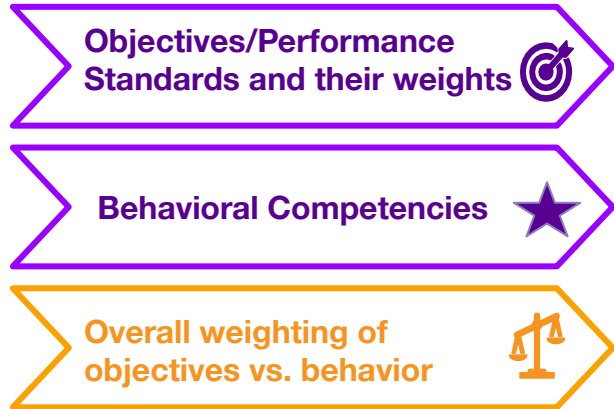 Objectives/Performance
Standards and their weights
Behavioral Competencies
Overall weighting of
objectives vs. behavior